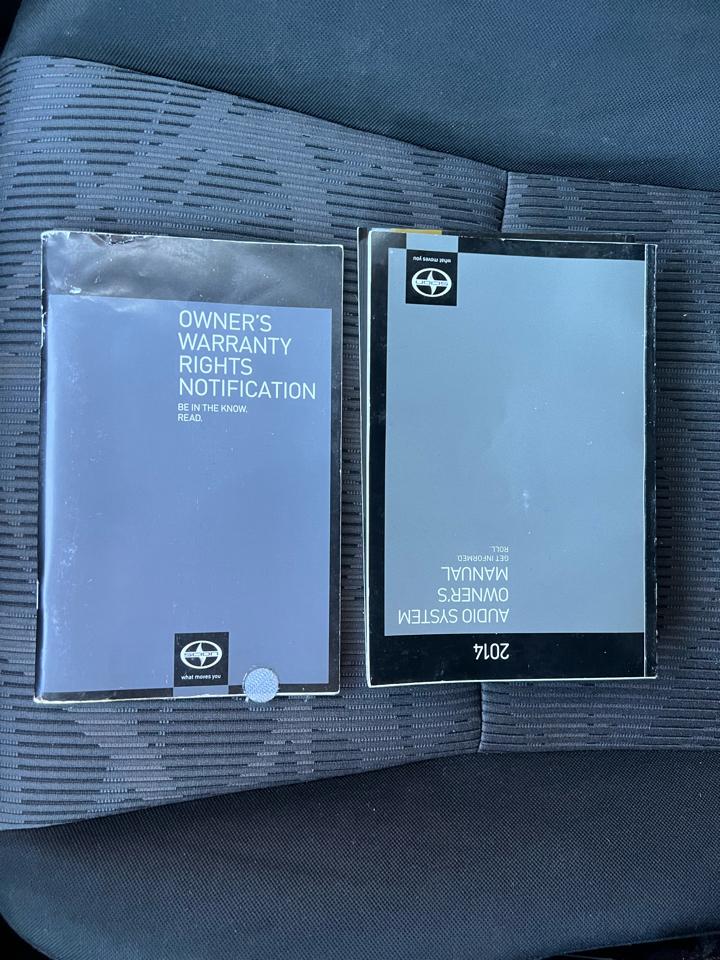 OWNER'S
WARRANTY
RIGHTS
NOTIFICATION
BE IN THE KNOW.
READ.
SCION
what moves you
2014
AUDIO SYSTEM
OWNER'S
MANUAL
GET INFORMED.
ROLL.
SCION
what moves you